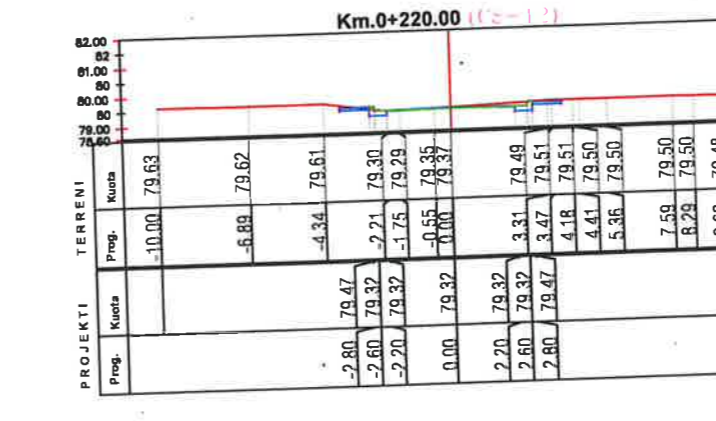 Km.0+220.00
82.00
82
81.00
80
80.00
80
79.00
78.60
TERRENI
Kuota
79.63 79.62 79.61 79.30 79.29 79.35 79.37 79.49 79.51 79.51 79.50 79.50 79.50 79.50
Prog.
-10.00 -6.89 -4.34 -2.21 -1.75 -0.55 0.00 3.31 3.47 4.18 4.41 5.36 7.59 8.29
PROJEKTI
Kuota
79.47 79.32 79.32 79.32 79.32 79.32 79.47
Prog.
-2.80 -2.60 -2.20 0.00 2.20 2.60 2.80